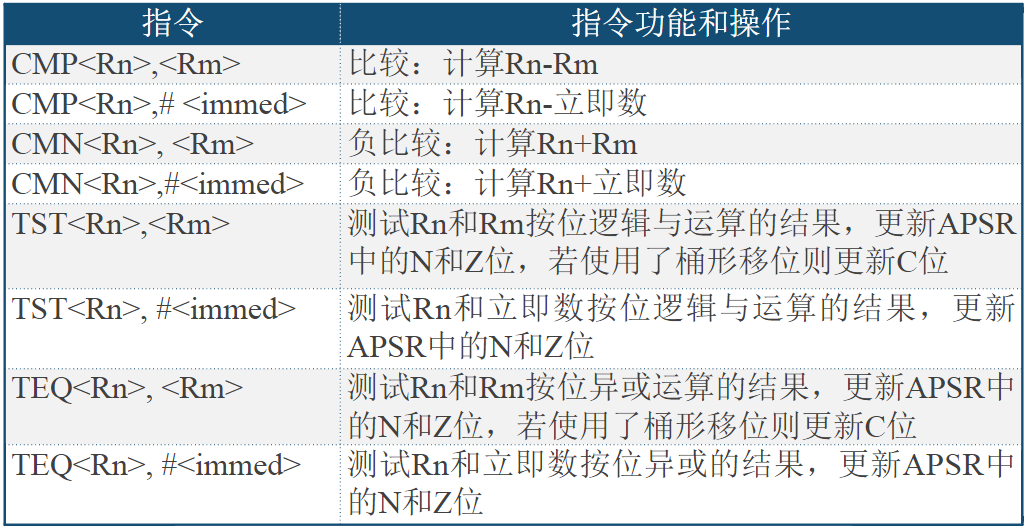 指令 指令功能和操作
CMP<Rn>,<Rm> 比较：计算Rn-Rm
CMP<Rn>,# <immed> 比较：计算Rn-立即数
CMN<Rn>, <Rm> 负比较：计算Rn+Rm
CMN<Rn>,#<immed> 负比较：计算Rn+立即数
TST<Rn>,<Rm> 测试Rn和Rm按位逻辑与运算的结果，更新APSR
中的N和Z位，若使用了桶形移位则更新C位
TST<Rn>, #<immed> 测试Rn和立即数按位逻辑与运算的结果，更新
APSR中的N和Z位
TEQ<Rn>, <Rm> 测试Rn和Rm按位异或运算的结果，更新APSR中
的N和Z位，若使用了桶形移位则更新C位
TEQ<Rn>, #<immed> 测试Rn和立即数按位异或的结果，更新APSR中
的N和Z位